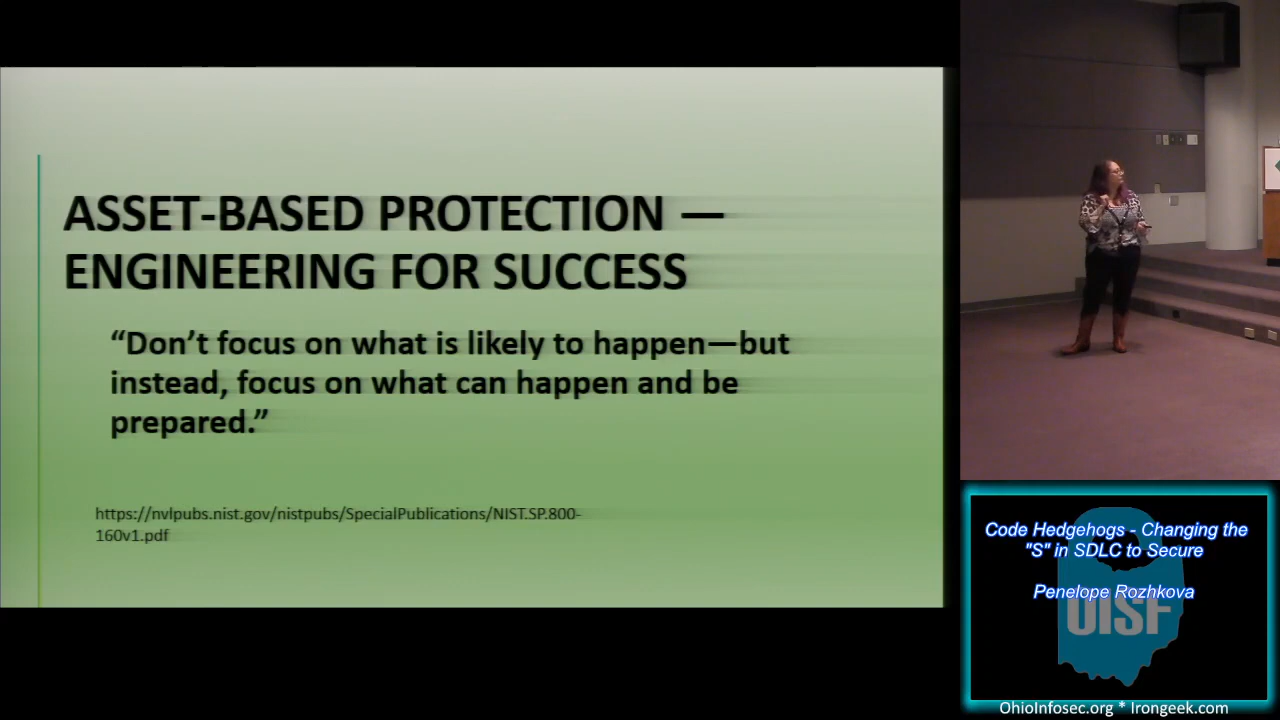 ASSET-BASED PROTECTION —
ENGINEERING FOR SUCCESS
“Don’t focus on what is likely to happen—but
instead, focus on what can happen and be
prepared.”
https://nvlpubs.nist.gov/nistpubs/SpecialPublications/NIST.SP.800-
160v1.pdf
Code Hedgehogs - Changing the
"S" in SDLC to Secure
Penelope Rozhkova
OISF
OhioInfosec.org * Irongeek.com